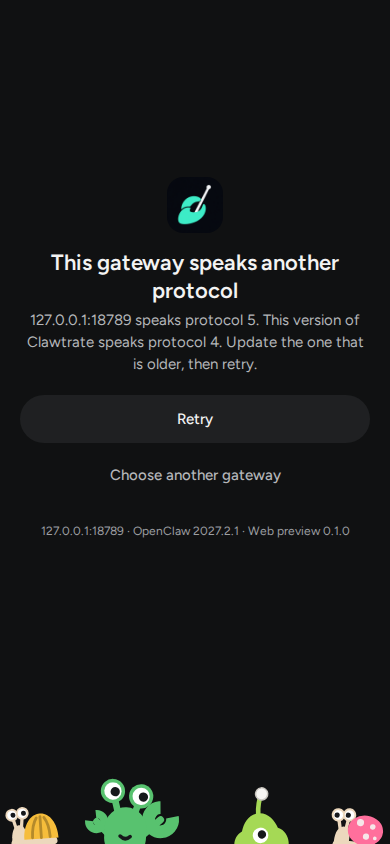 This gateway speaks another
protocol
127.0.0.1:18789 speaks protocol 5. This version of
Clawtrate speaks protocol 4. Update the one that
is older, then retry.
Retry
Choose another gateway
127.0.0.1:18789 · OpenClaw 2027.2.1 · Web preview 0.1.0